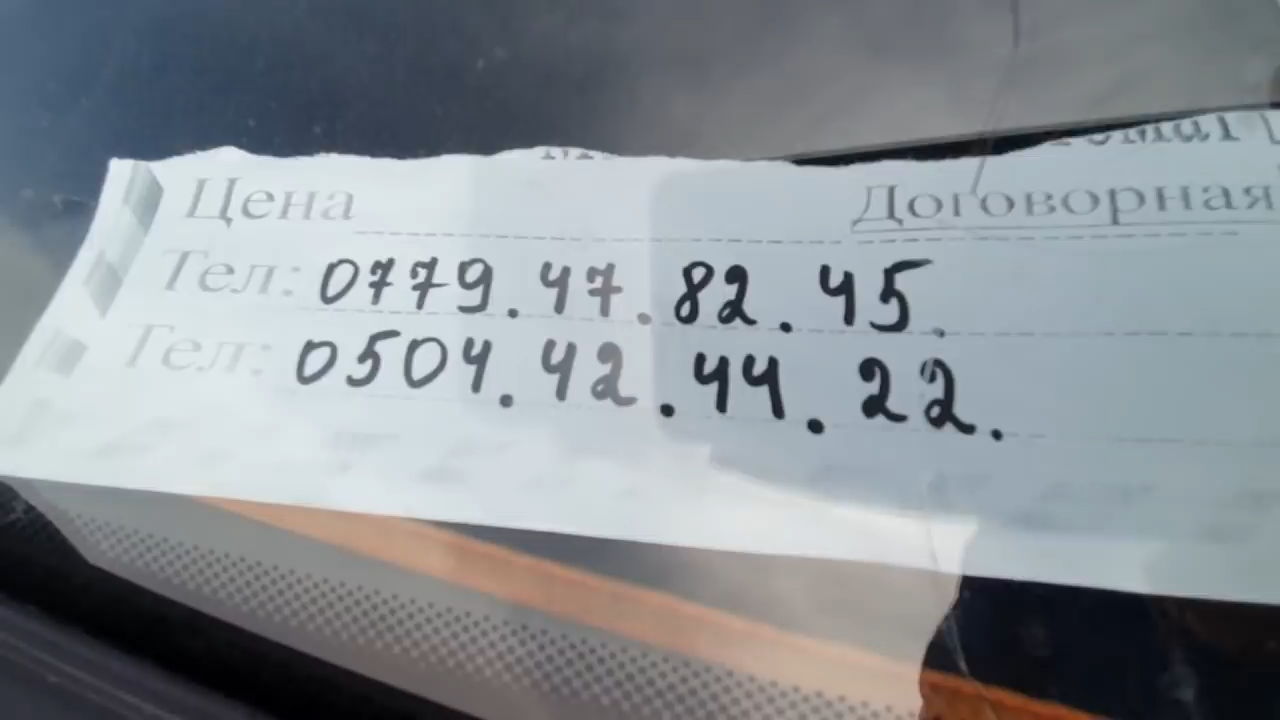 Цена Договорная
Тел: 0779.47.82.45.
Тел: 0504.42.44.22.